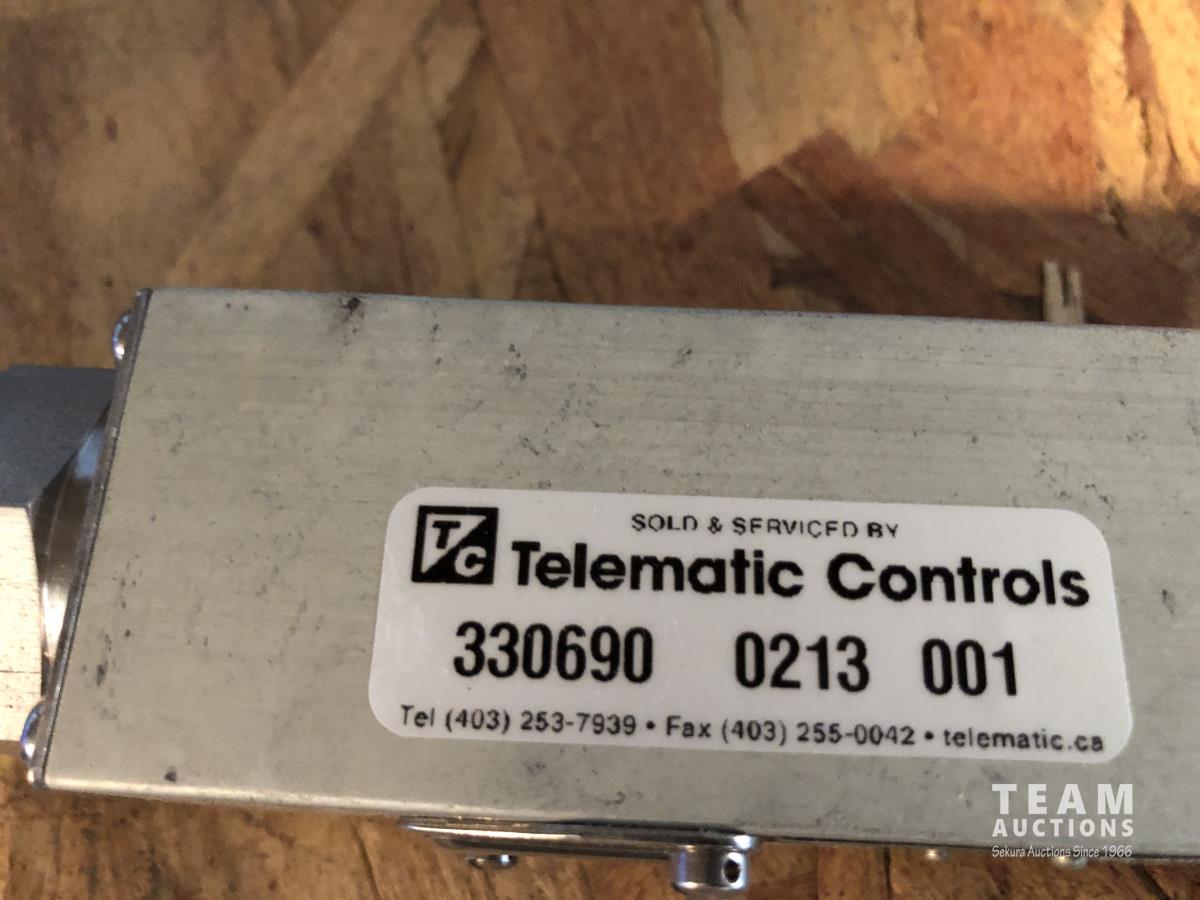 SOLD & SERVICED BY
T/C Telematic Controls
330690 0213 001
Tel (403) 253-7939 • Fax (403) 255-0042 • telematic.ca
TEAM
AUCTIONS
Sekura Auctions Since 1966